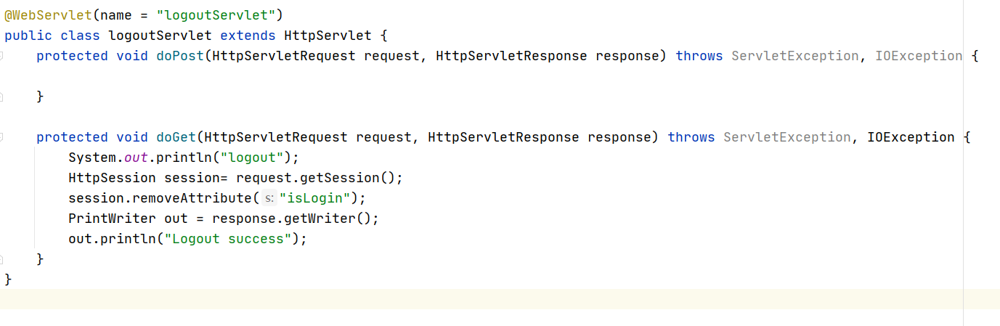 @WebServlet(name = "logoutServlet")
public class logoutServlet extends HttpServlet {
    protected void doPost(HttpServletRequest request, HttpServletResponse response) throws ServletException, IOException {
    }
    protected void doGet(HttpServletRequest request, HttpServletResponse response) throws ServletException, IOException {
        System.out.println("logout");
        HttpSession session= request.getSession();
        session.removeAttribute( s: "isLogin");
        PrintWriter out = response.getWriter();
        out.println("Logout success");
    }
}